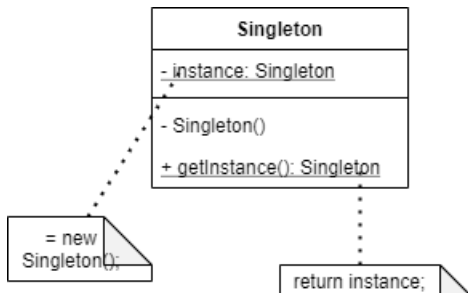 Singleton
- instance: Singleton
- Singleton()
+ getInstance(): Singleton
= new
Singleton();
return instance;